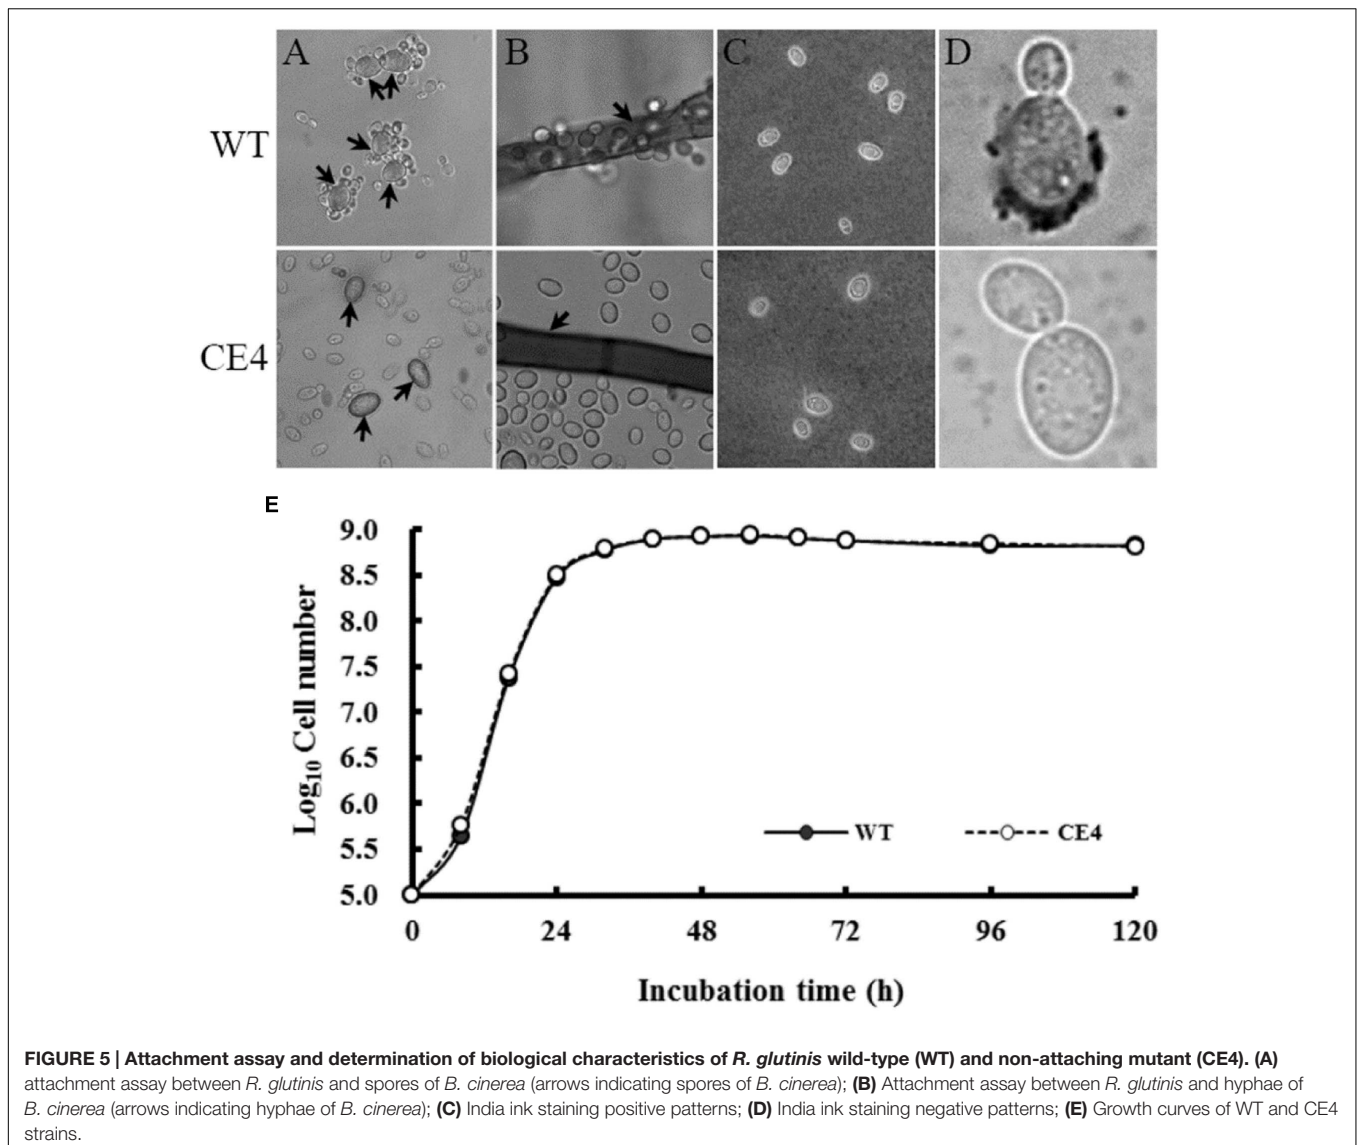 A B C D
WT
CE4
E
9.0
8.5
8.0
7.5
7.0
6.5
6.0
5.5
5.0
Log10 Cell number
WT CE4
0 24 48 72 96 120
Incubation time (h)
FIGURE 5 | Attachment assay and determination of biological characteristics of R. glutinis wild-type (WT) and non-attaching mutant (CE4). (A)
attachment assay between R. glutinis and spores of B. cinerea (arrows indicating spores of B. cinerea); (B) Attachment assay between R. glutinis and hyphae of
B. cinerea (arrows indicating hyphae of B. cinerea); (C) India ink staining positive patterns; (D) India ink staining negative patterns; (E) Growth curves of WT and CE4
strains.